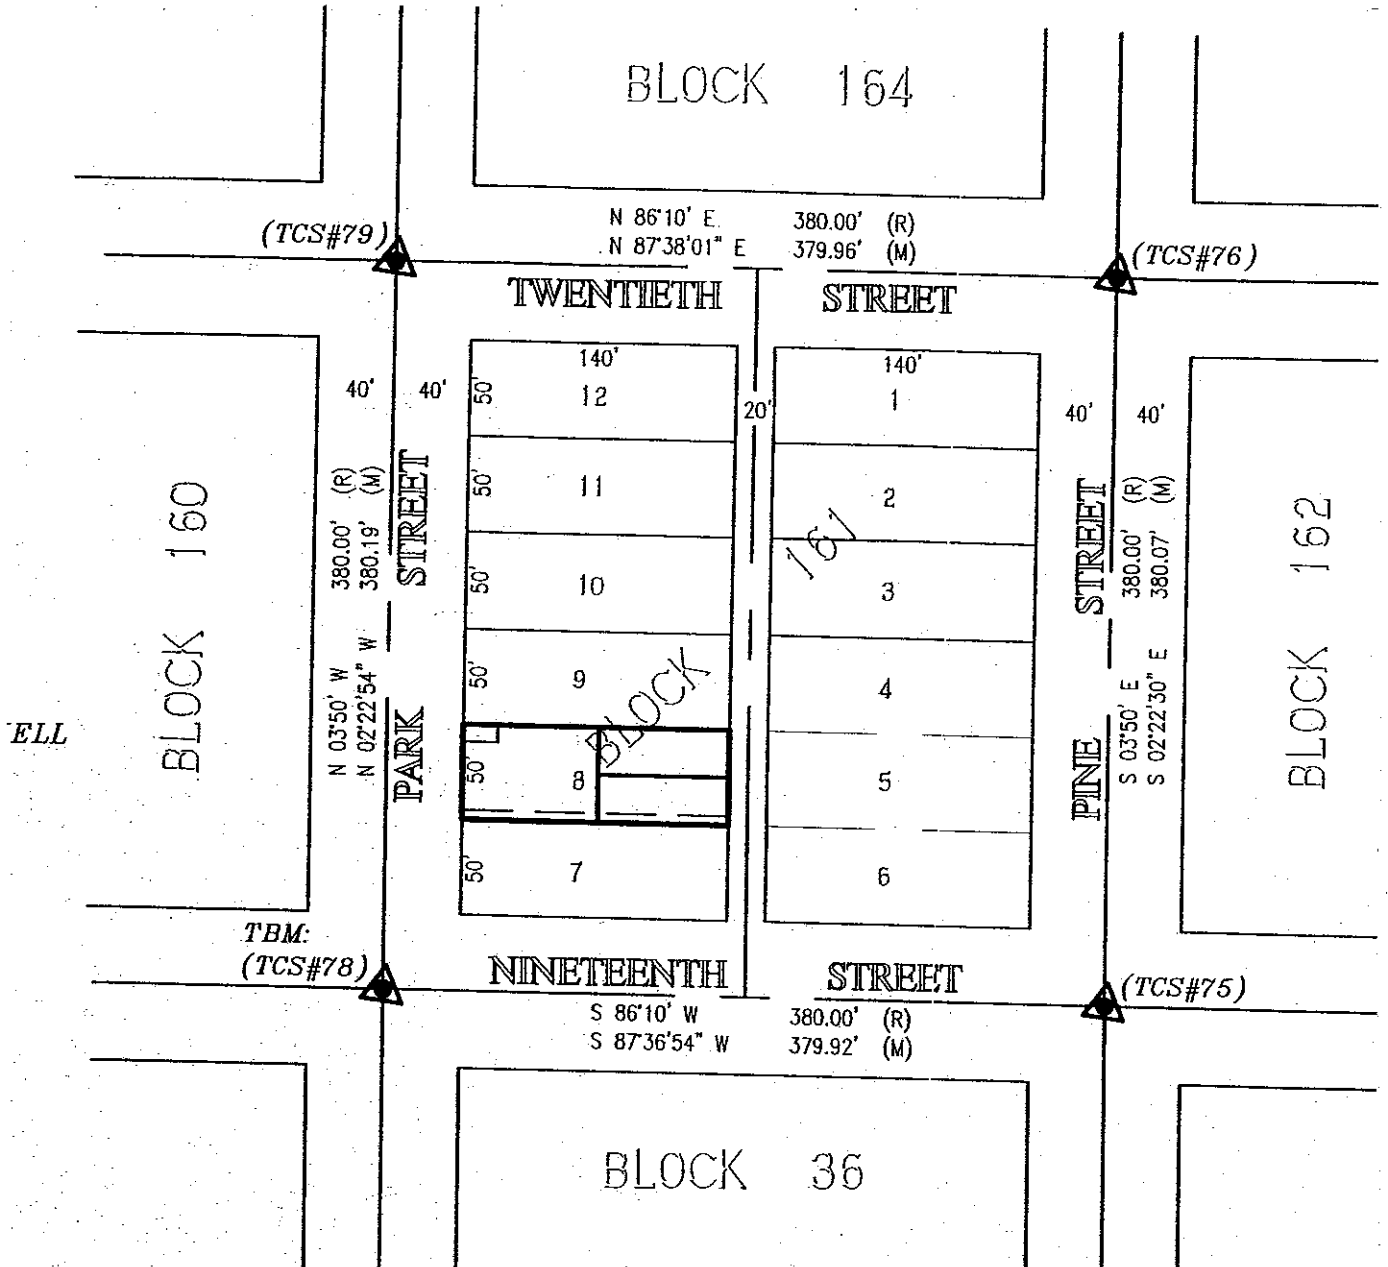 BLOCK 164
N 86°10' E 380.00' (R)
N 87°38'01" E 379.96' (M)
(TCS#79)
(TCS#76)
TWENTIETH STREET
140'
140'
50'
12
1
40'
40'
20'
40'
40'
50'
11
2
50'
10
3
50'
9
4
50'
8
5
50'
7
6
BLOCK 161
BLOCK 160
BLOCK 162
N 03°50' W 380.00' (R)
N 02°22'54" W 380.19' (M)
PARK STREET
PINE STREET
S 03°50' E 380.00' (R)
S 02°22'30" E 380.07' (M)
ELL
TBM:
(TCS#78)
(TCS#75)
NINETEENTH STREET
S 86°10' W 380.00' (R)
S 87°36'54" W 379.92' (M)
BLOCK 36